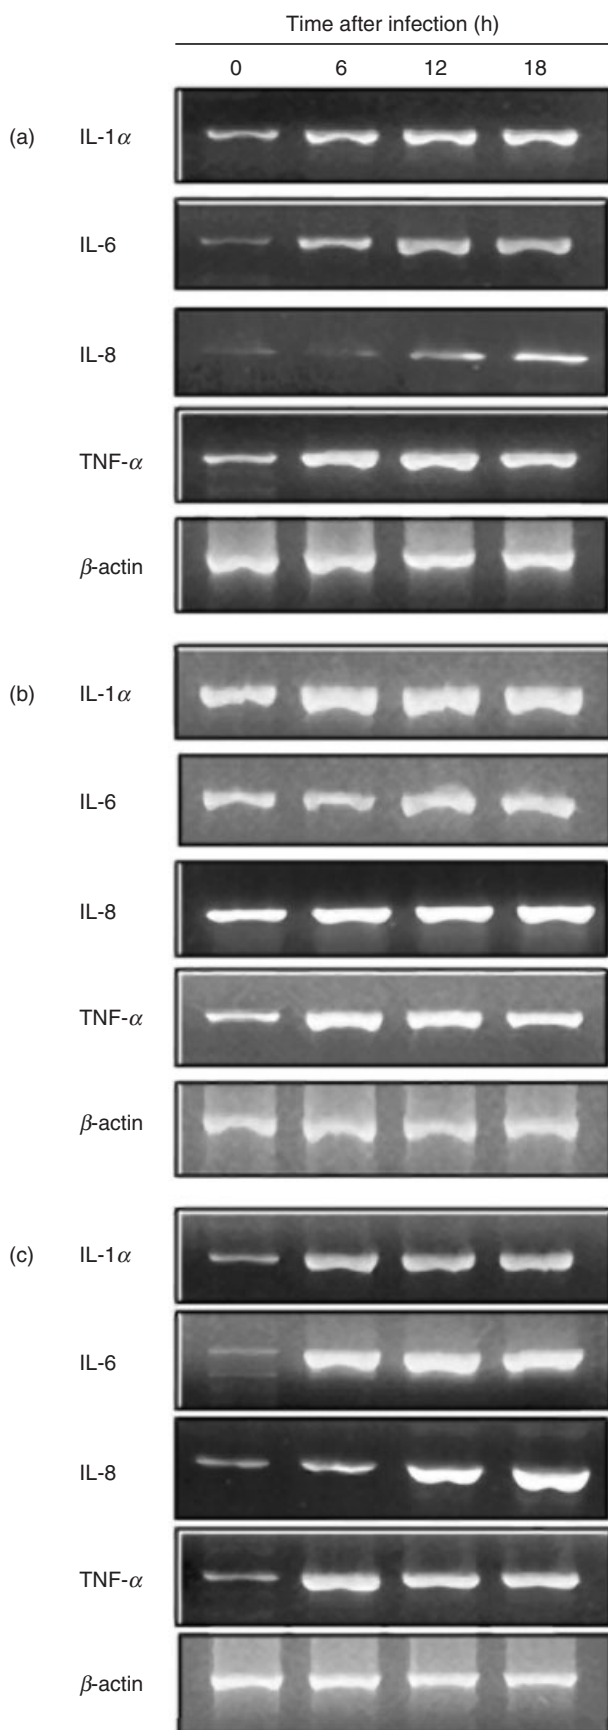 Time after infection (h)
0 6 12 18
(a) IL-1α
IL-6
IL-8
TNF-α
β-actin
(b) IL-1α
IL-6
IL-8
TNF-α
β-actin
(c) IL-1α
IL-6
IL-8
TNF-α
β-actin